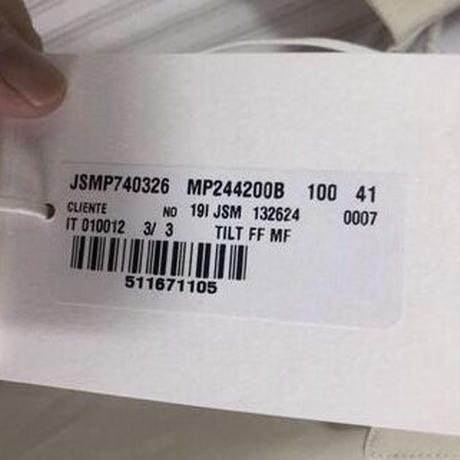 JSMP740326 MP244200B 100 41
CLIENTE NO 19I JSM 132624 0007
IT 010012 3/ 3 TILT FF MF
511671105